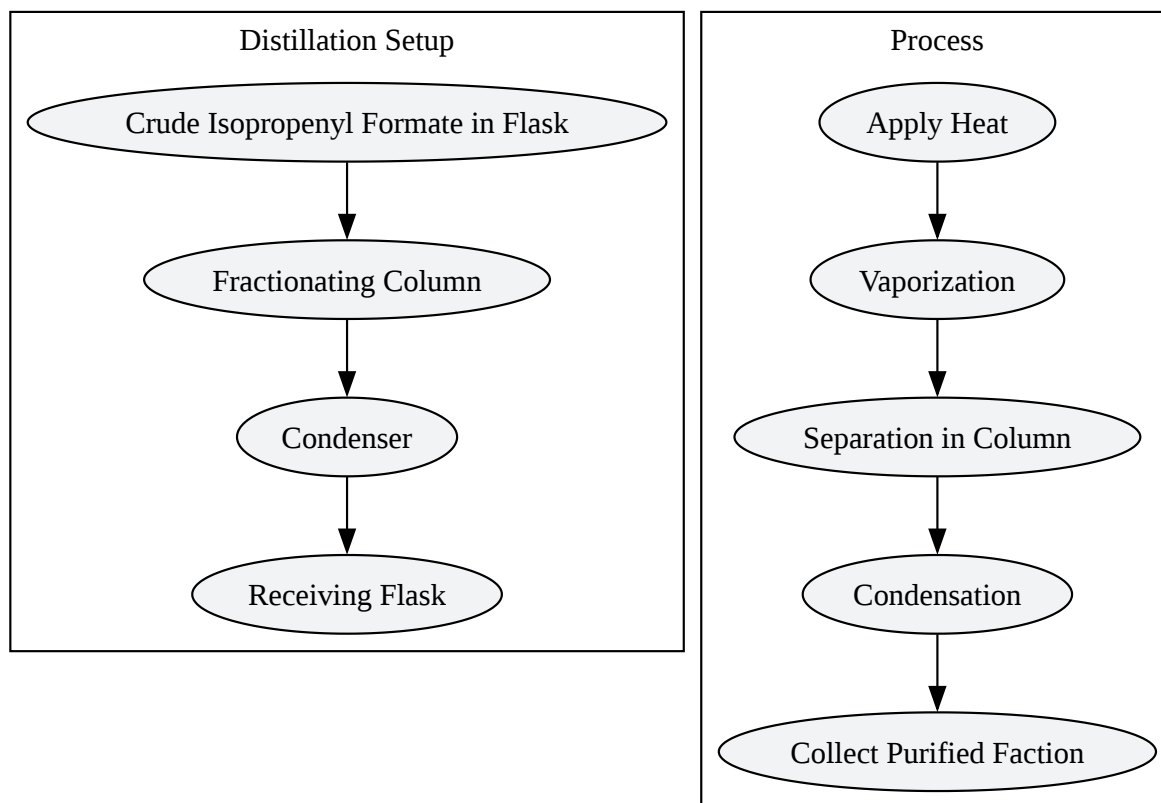 Distillation Setup
Crude Isopropenyl Formate in Flask
Fractionating Column
Condenser
Receiving Flask
Process
Apply Heat
Vaporization
Separation in Column
Condensation
Collect Purified Faction